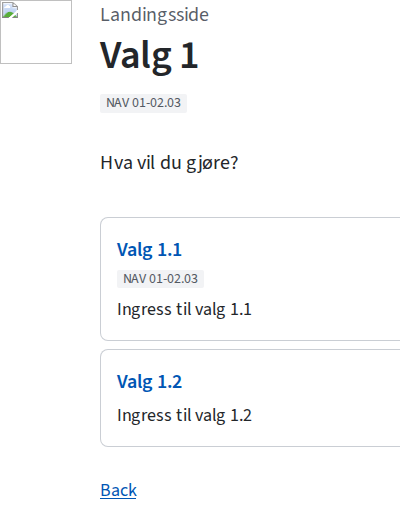 Landingsside
Valg 1
NAV 01-02.03
Hva vil du gjøre?
Valg 1.1
NAV 01-02.03
Ingress til valg 1.1
Valg 1.2
Ingress til valg 1.2
Back